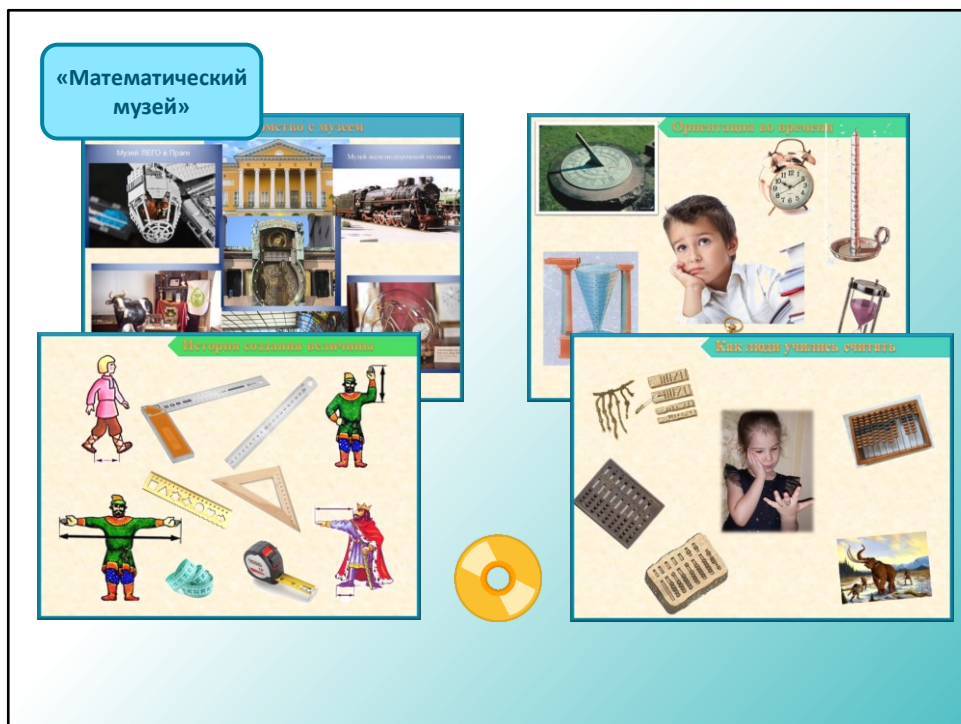 «Математический
музей»
с музеем
Музей ЛЕГО в Праге
Музей железнодорожной техники
Ориентация во времени
История создания величины
Как люди учились считать